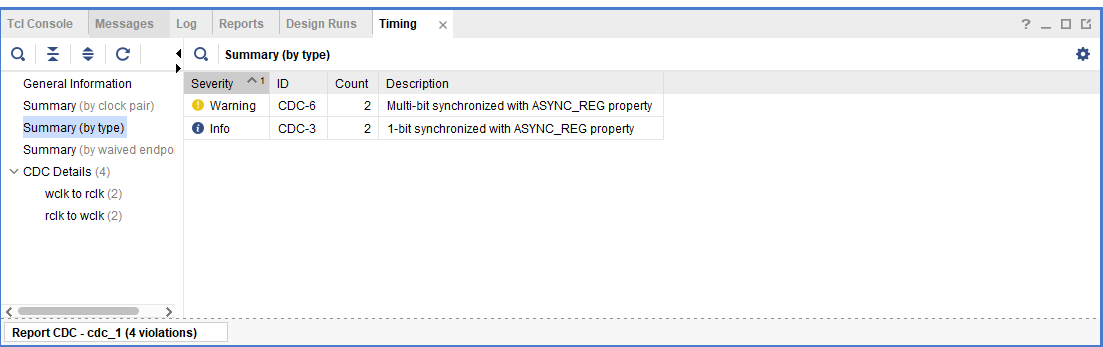 Tcl Console Messages Log Reports Design Runs Timing × ?
Summary (by type)
General Information
Summary (by clock pair)
Summary (by type)
Summary (by waived endpoi
CDC Details (4)
wclk to rclk (2)
rclk to wclk (2)
Severity 1 ID Count Description
Warning CDC-6 2 Multi-bit synchronized with ASYNC_REG property
Info CDC-3 2 1-bit synchronized with ASYNC_REG property
Report CDC - cdc_1 (4 violations)